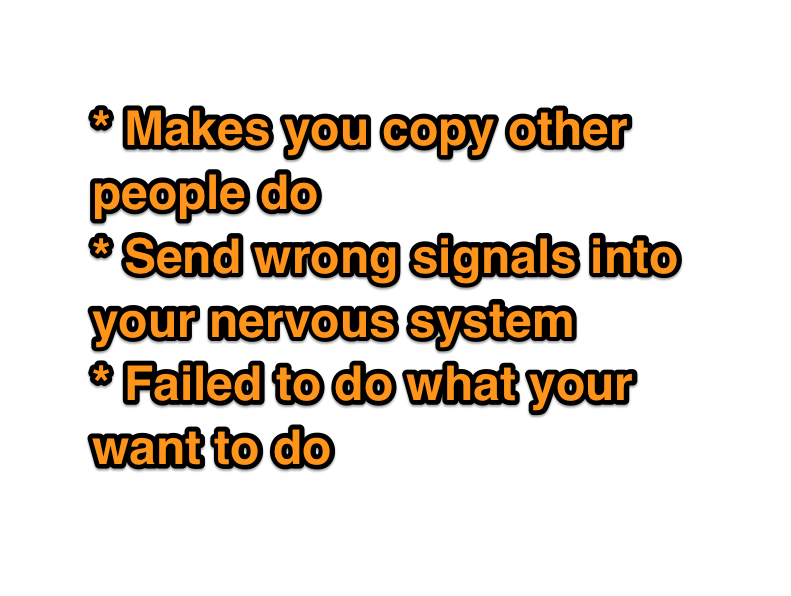 * Makes you copy other
people do
* Send wrong signals into
your nervous system
* Failed to do what your
want to do